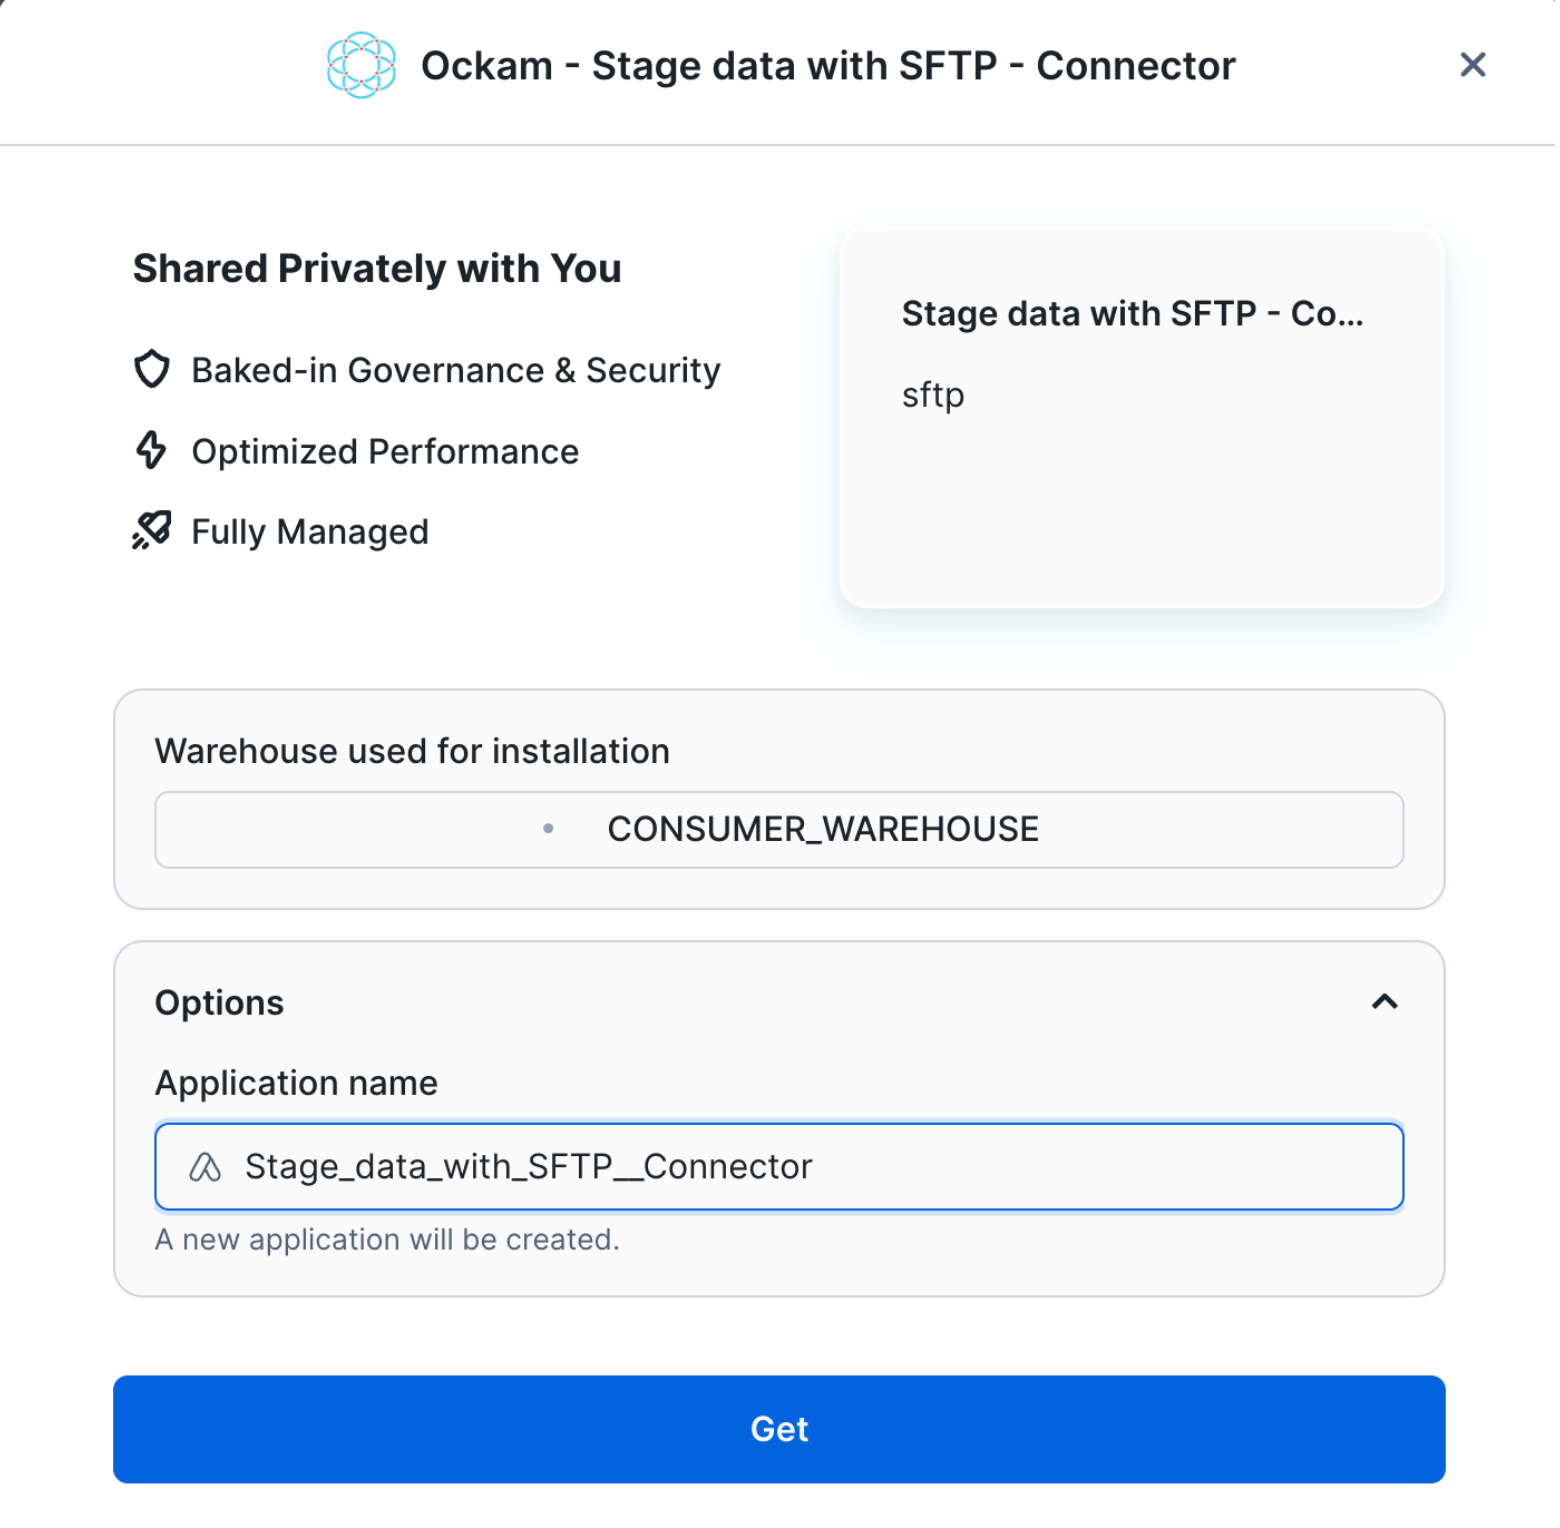 Ockam - Stage data with SFTP - Connector
Shared Privately with You
Baked-in Governance & Security
Optimized Performance
Fully Managed
Stage data with SFTP - Co...
sftp
Warehouse used for installation
CONSUMER_WAREHOUSE
Options
Application name
Stage_data_with_SFTP__Connector
A new application will be created.
Get